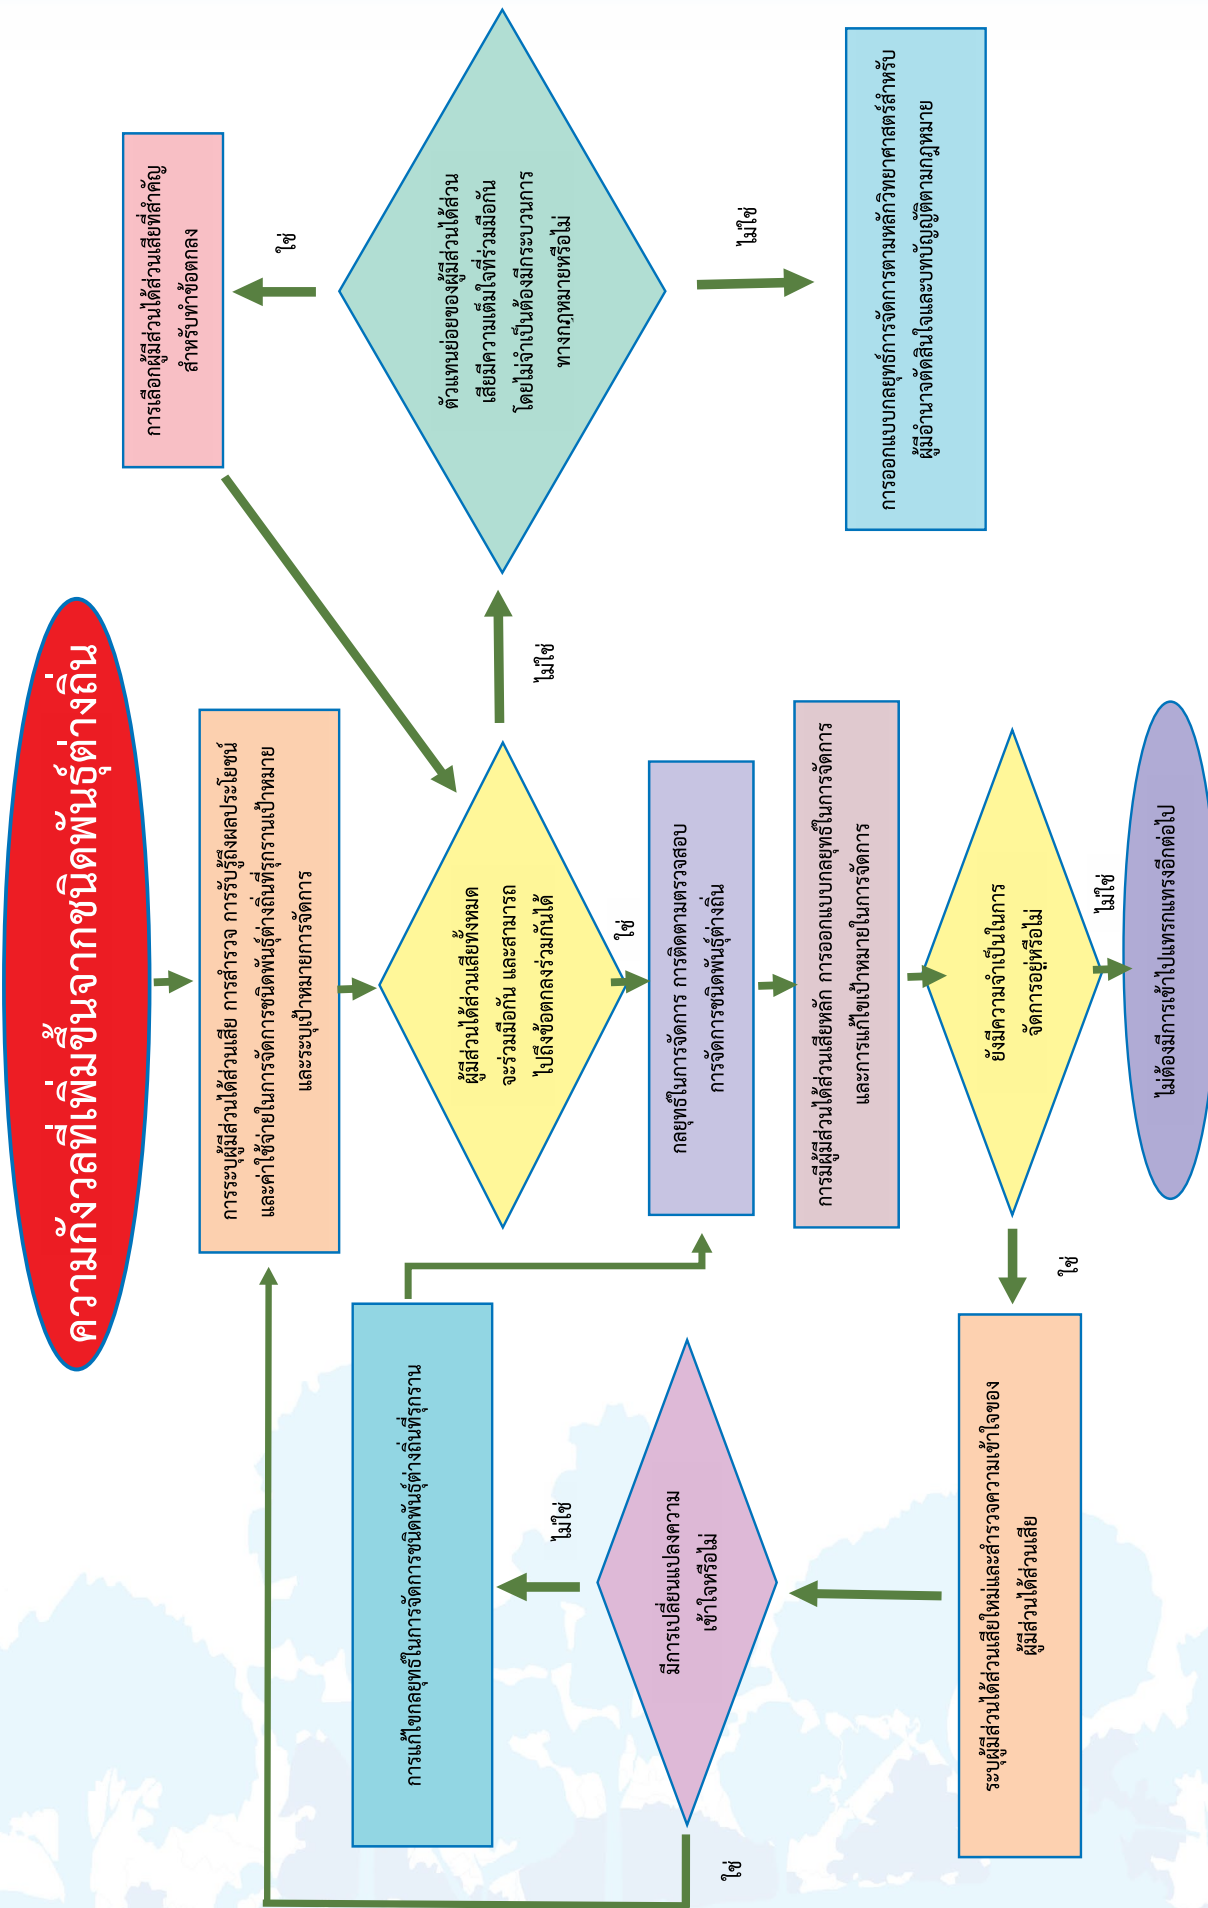 ความกังวลที่เพิ่มขึ้นจากชนิดพันธุ์ต่างถิ่น
การระบุผู้มีส่วนได้ส่วนเสีย การสำรวจ การรับรู้ถึงผลประโยชน์
และค่าใช้จ่ายในการจัดการชนิดพันธุ์ต่างถิ่นที่รุกรานเป้าหมาย
และระบุเป้าหมายการจัดการ
ผู้มีส่วนได้ส่วนเสียทั้งหมด
จะร่วมมือกัน และสามารถ
ไปถึงข้อตกลงร่วมกันได้
ไม่ใช่
ตัวแทนย่อยของผู้มีส่วนได้ส่วน
เสียมีความเต็มใจที่ร่วมมือกัน
โดยไม่จำเป็นต้องมีกระบวนการ
ทางกฎหมายหรือไม่
ใช่
การเลือกผู้มีส่วนได้ส่วนเสียที่สำคัญ
สำหรับทำข้อตกลง
ไม่ใช่
การออกแบบกลยุทธ์การจัดการตามหลักวิทยาศาสตร์สำหรับ
ผู้มีอำนาจตัดสินใจและบทบัญญัติตามกฎหมาย
ใช่
กลยุทธ์ในการจัดการ การติดตามตรวจสอบ
การจัดการชนิดพันธุ์ต่างถิ่น
การมีผู้มีส่วนได้ส่วนเสียหลัก การออกแบบกลยุทธ์ในการจัดการ
และการแก้ไขเป้าหมายในการจัดการ
ยังมีความจำเป็นในการ
จัดการอยู่หรือไม่
ไม่ใช่
ไม่ต้องมีการเข้าไปแทรกแทรงอีกต่อไป
ใช่
ระบุผู้มีส่วนได้ส่วนเสียใหม่และสำรวจความเข้าใจของ
ผู้มีส่วนได้ส่วนเสีย
มีการเปลี่ยนแปลงความ
เข้าใจหรือไม่
ไม่ใช่
การแก้ไขกลยุทธ์ในการจัดการชนิดพันธุ์ต่างถิ่นที่รุกราน
ใช่